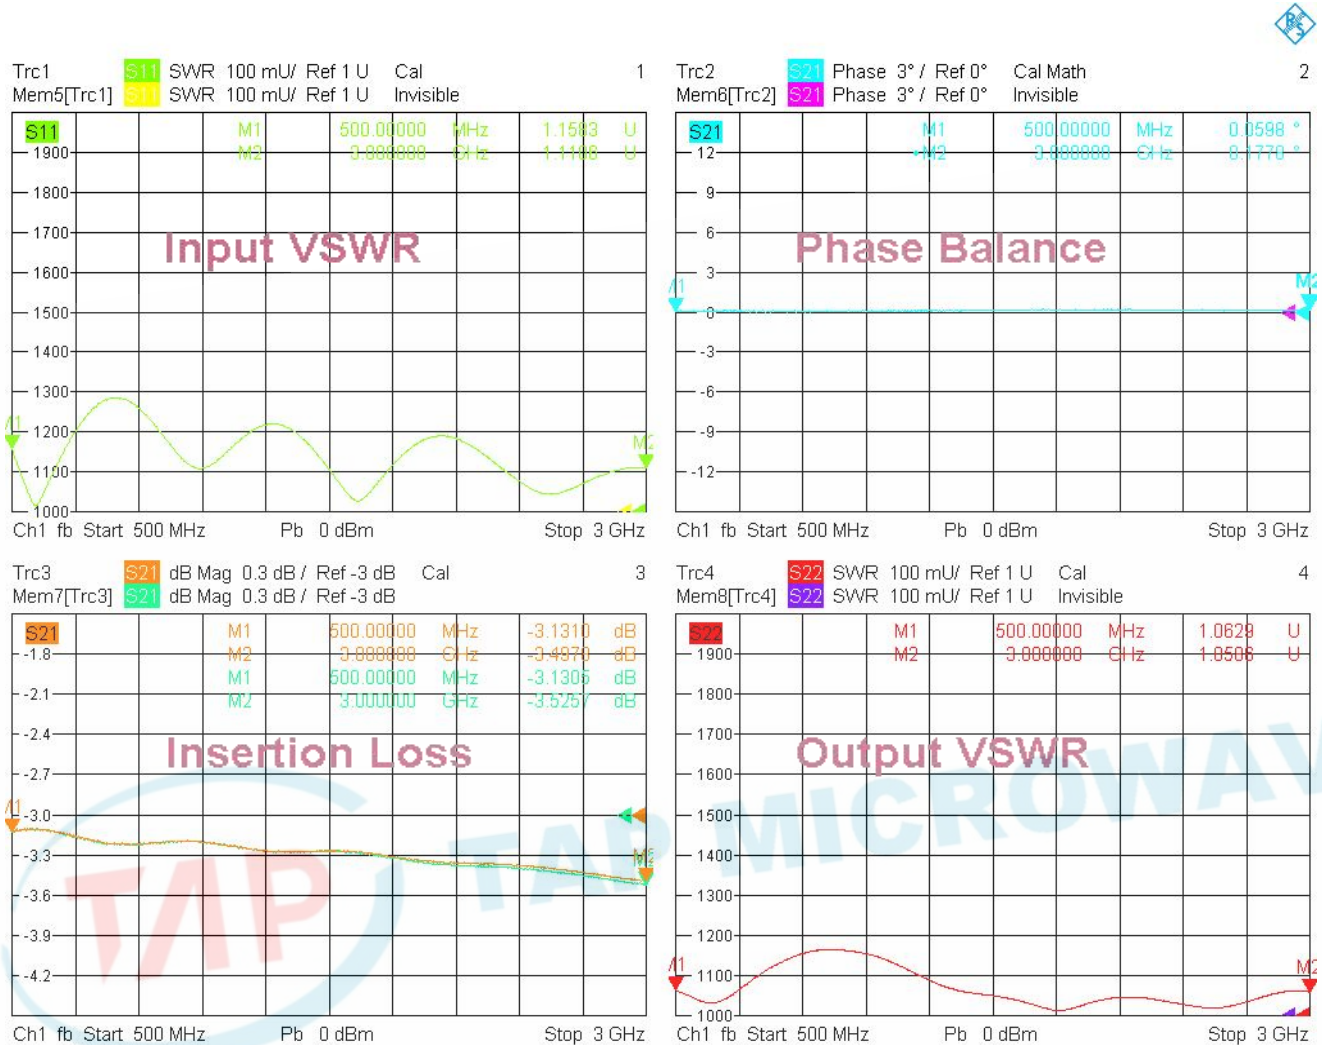 Trc1 S11 SWR 100 mU/ Ref 1 U Cal 1
Mem5[Trc1] S11 SWR 100 mU/ Ref 1 U Invisible
S11
M1 500.00000 MHz 1.1583 U
M2 3.000000 GHz U
1900
1800
1700
1600
1500
1400
1300
1200
1100
1000
Input VSWR
M1
M2
Ch1 fb Start 500 MHz Pb 0 dBm Stop 3 GHz
Trc2 S21 Phase 3°/ Ref 0° Cal Math 2
Mem6[Trc2] S21 Phase 3°/ Ref 0° Invisible
S21
M1 500.00000 MHz 0.0598 °
•M2 3.000000 GHz 0.1770 °
12
9
6
3
0
-3
-6
-9
-12
Phase Balance
M1
M2
Ch1 fb Start 500 MHz Pb 0 dBm Stop 3 GHz
Trc3 S21 dB Mag 0.3 dB / Ref -3 dB Cal 3
Mem7[Trc3] S21 dB Mag 0.3 dB / Ref -3 dB
S21
M1 500.00000 MHz -3.1310 dB
M2 3.000000 GHz -3.4970 dB
M1 500.00000 MHz -3.1305 dB
M2 3.000000 GHz -3.5257 dB
-1.8
-2.1
-2.4
-2.7
-3.0
-3.3
-3.6
-3.9
-4.2
Insertion Loss
M1
M2
Ch1 fb Start 500 MHz Pb 0 dBm Stop 3 GHz
Trc4 S22 SWR 100 mU/ Ref 1 U Cal 4
Mem8[Trc4] S22 SWR 100 mU/ Ref 1 U Invisible
S22
M1 500.00000 MHz 1.0629 U
M2 3.000000 GHz 1.0506 U
1900
1800
1700
1600
1500
1400
1300
1200
1100
1000
Output VSWR
M1
M2
Ch1 fb Start 500 MHz Pb 0 dBm Stop 3 GHz
TAP
TAP MICROWAV